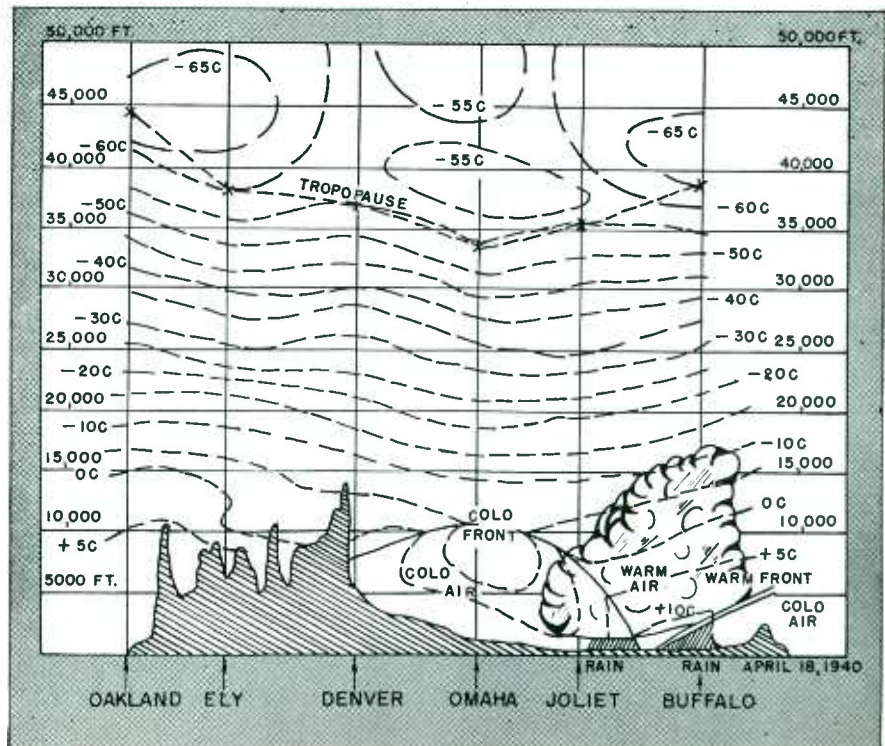 50,000 FT. 50,000 FT.
-65C
45,000 -55C 45,000
-65C
-60C
40,000 -55C 40,000
TROPOPAUSE
-50C -60C
35,000 35,000
-50C
-40C
30,000 30,000
-40C
-30C
25,000 -30C 25,000
-20C -20C
20,000 20,000
-10C
-10C
15,000 15,000
0C
0C
10,000 COLD 10,000
+5C FRONT
+5C
5000 FT. COLD WARM WARM FRONT
AIR AIR
+10C COLD
AIR
RAIN RAIN APRIL 18, 1940
OAKLAND ELY DENVER OMAHA JOLIET BUFFALO